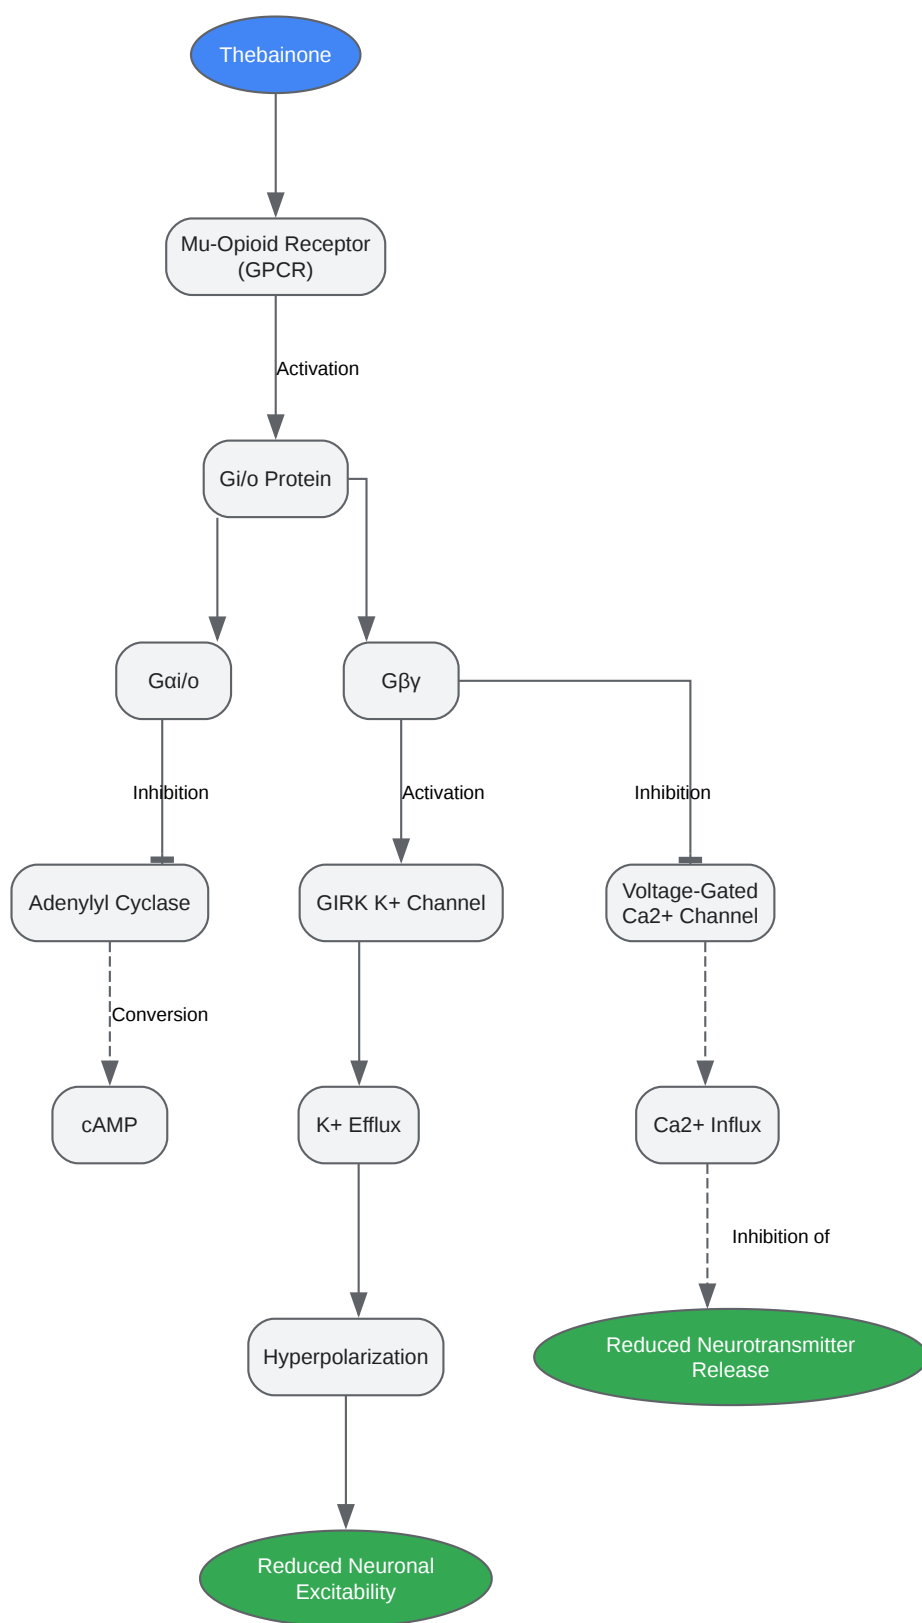 Thebainone
Mu-Opioid Receptor
(GPCR)
Activation
Gi/o Protein
Gαi/o
Gβγ
Inhibition
Activation
Inhibition
Adenylyl Cyclase
GIRK K+ Channel
Voltage-Gated
Ca2+ Channel
Conversion
cAMP
K+ Efflux
Ca2+ Influx
Inhibition of
Hyperpolarization
Reduced Neurotransmitter
Release
Reduced Neuronal
Excitability